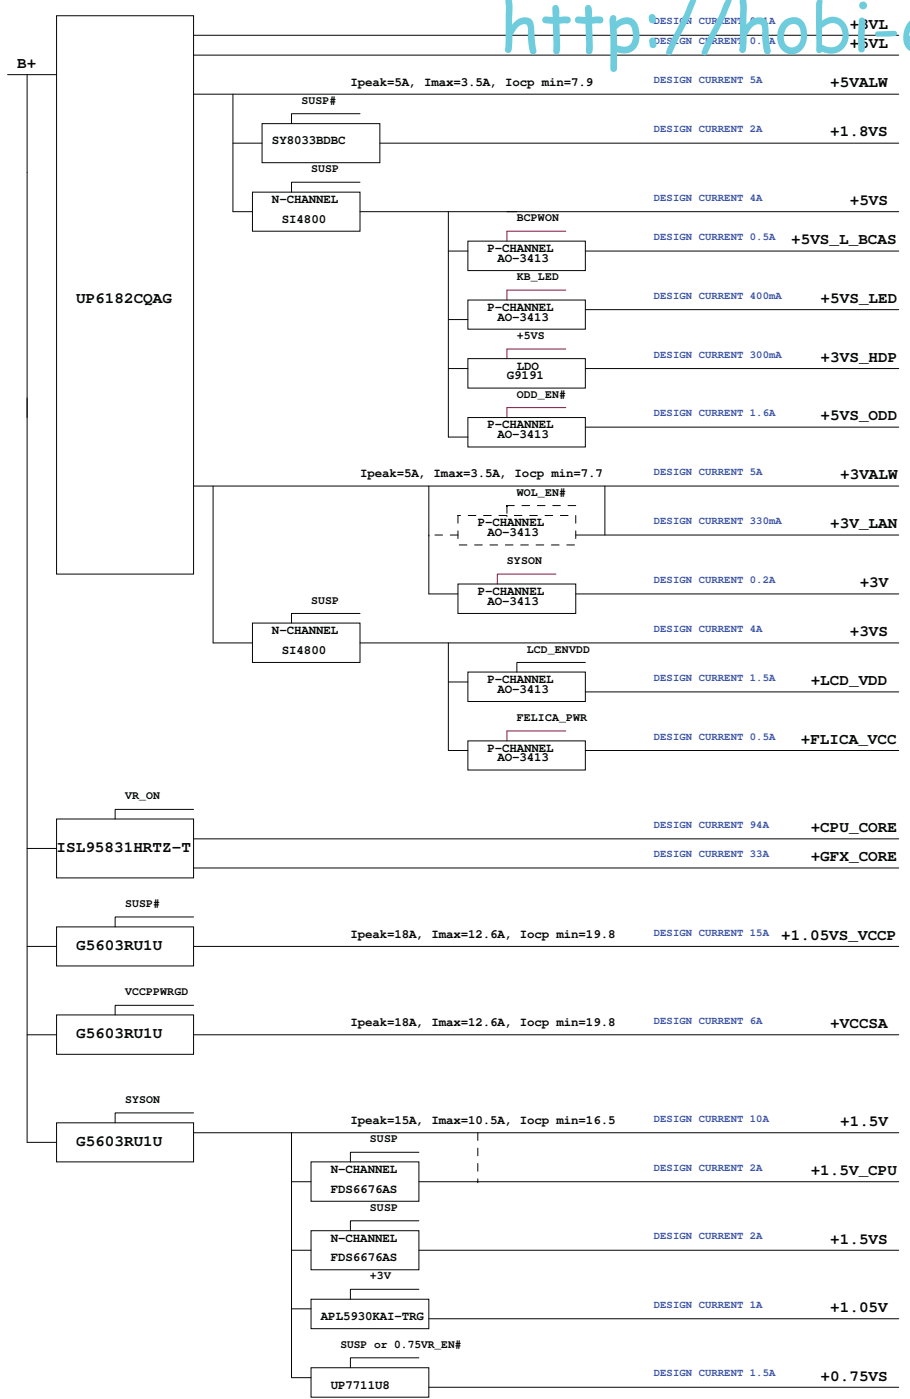 http://hobi-
DESIGN CURRENT
+3VL
DESIGN CURRENT 0.
+5VL
B+
Ipeak=5A, Imax=3.5A, Iocp min=7.9 DESIGN CURRENT 5A +5VALW
SUSP#
SY8033BDBC DESIGN CURRENT 2A +1.8VS
SUSP
N-CHANNEL
SI4800 DESIGN CURRENT 4A +5VS
BCPWON
P-CHANNEL
AO-3413 DESIGN CURRENT 0.5A +5VS_L_BCAS
UP6182CQAG
KB_LED
P-CHANNEL
AO-3413 DESIGN CURRENT 400mA +5VS_LED
+5VS
LDO
G9191 DESIGN CURRENT 300mA +3VS_HDP
ODD_EN#
P-CHANNEL
AO-3413 DESIGN CURRENT 1.6A +5VS_ODD
Ipeak=5A, Imax=3.5A, Iocp min=7.7 DESIGN CURRENT 5A +3VALW
WOL_EN#
P-CHANNEL
AO-3413 DESIGN CURRENT 330mA +3V_LAN
SYSON
P-CHANNEL
AO-3413 DESIGN CURRENT 0.2A +3V
SUSP
N-CHANNEL
SI4800 DESIGN CURRENT 4A +3VS
LCD_ENVDD
P-CHANNEL
AO-3413 DESIGN CURRENT 1.5A +LCD_VDD
FELICA_PWR
P-CHANNEL
AO-3413 DESIGN CURRENT 0.5A +FLICA_VCC
VR_ON
ISL95831HRTZ-T
DESIGN CURRENT 94A +CPU_CORE
DESIGN CURRENT 33A +GFX_CORE
SUSP#
G5603RU1U Ipeak=18A, Imax=12.6A, Iocp min=19.8 DESIGN CURRENT 15A +1.05VS_VCCP
VCCPPWRGD
G5603RU1U Ipeak=18A, Imax=12.6A, Iocp min=19.8 DESIGN CURRENT 6A +VCCSA
SYSON
G5603RU1U Ipeak=15A, Imax=10.5A, Iocp min=16.5 DESIGN CURRENT 10A +1.5V
SUSP
N-CHANNEL
FDS6676AS DESIGN CURRENT 2A +1.5V_CPU
SUSP
N-CHANNEL
FDS6676AS DESIGN CURRENT 2A +1.5VS
+3V
APL5930KAI-TRG DESIGN CURRENT 1A +1.05V
SUSP or 0.75VR_EN#
UP7711U8 DESIGN CURRENT 1.5A +0.75VS